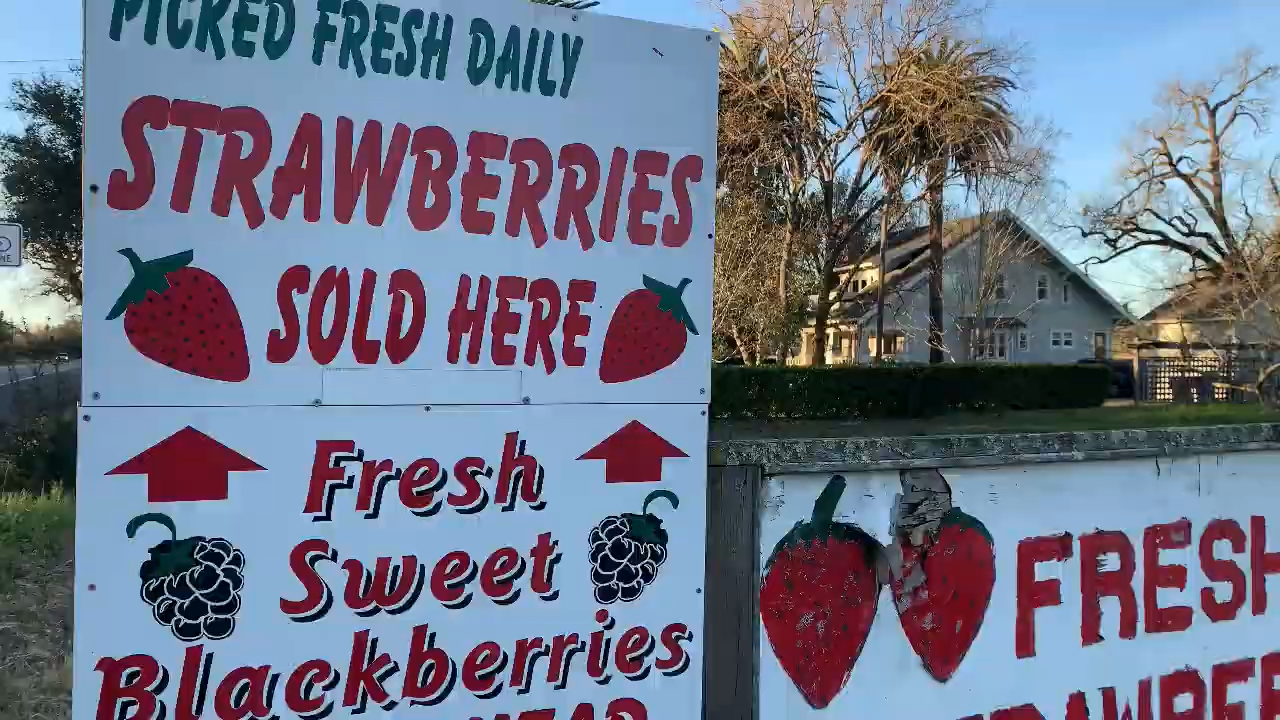 PICKED FRESH DAILY
STRAWBERRIES
SOLD HERE
Fresh
Sweet
Blackberries
FRESH